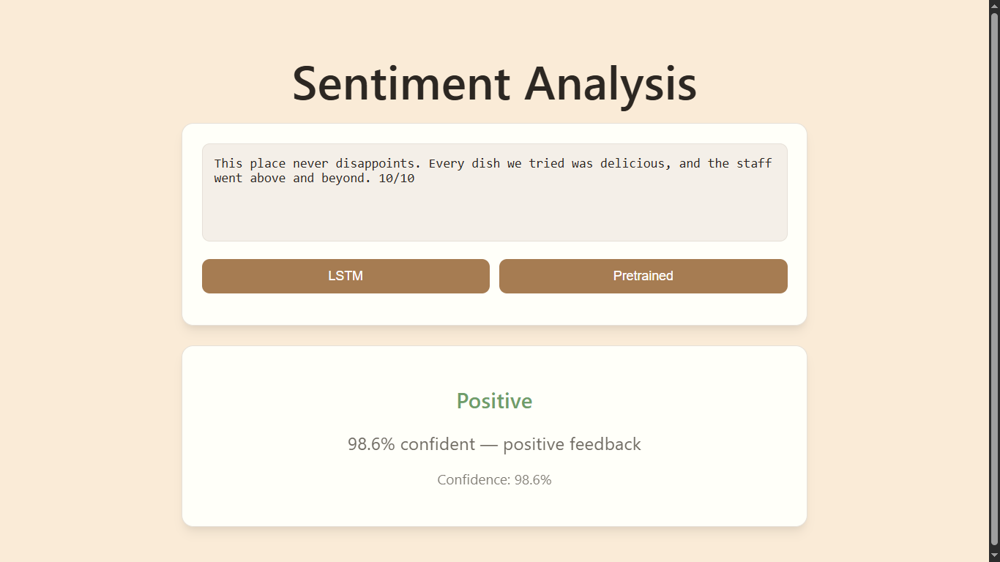 Sentiment Analysis
This place never disappoints. Every dish we tried was delicious, and the staff
went above and beyond. 10/10
LSTM
Pretrained
Positive
98.6% confident — positive feedback
Confidence: 98.6%